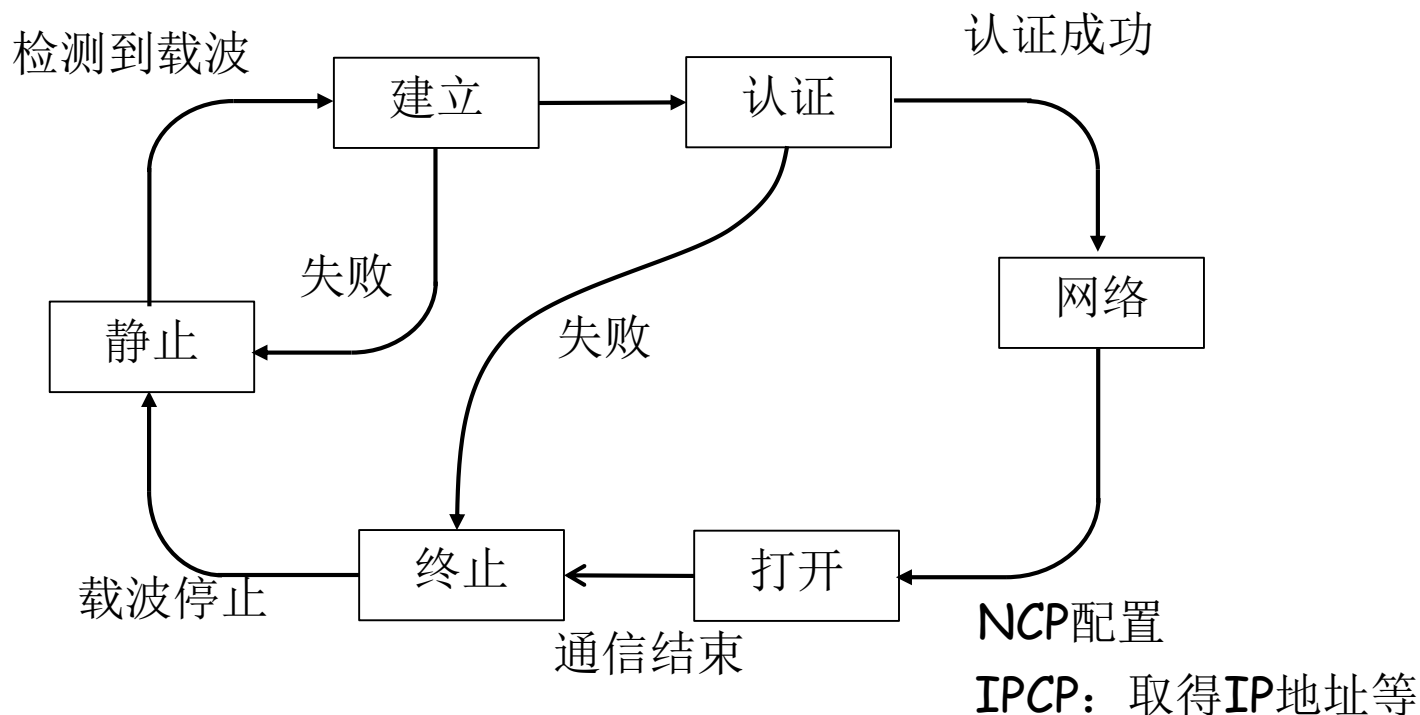 认证成功
检测到载波
建立
认证
失败
网络
静止
失败
终止
打开
载波停止
NCP配置
通信结束
IPCP：取得IP地址等